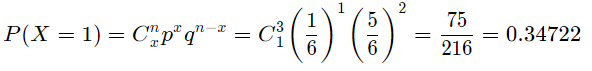 P(X = 1) = C^n_x p^x q^{n−x} = C^3_1 (1/6)^1 (5/6)^2 = 75/216 = 0.34722